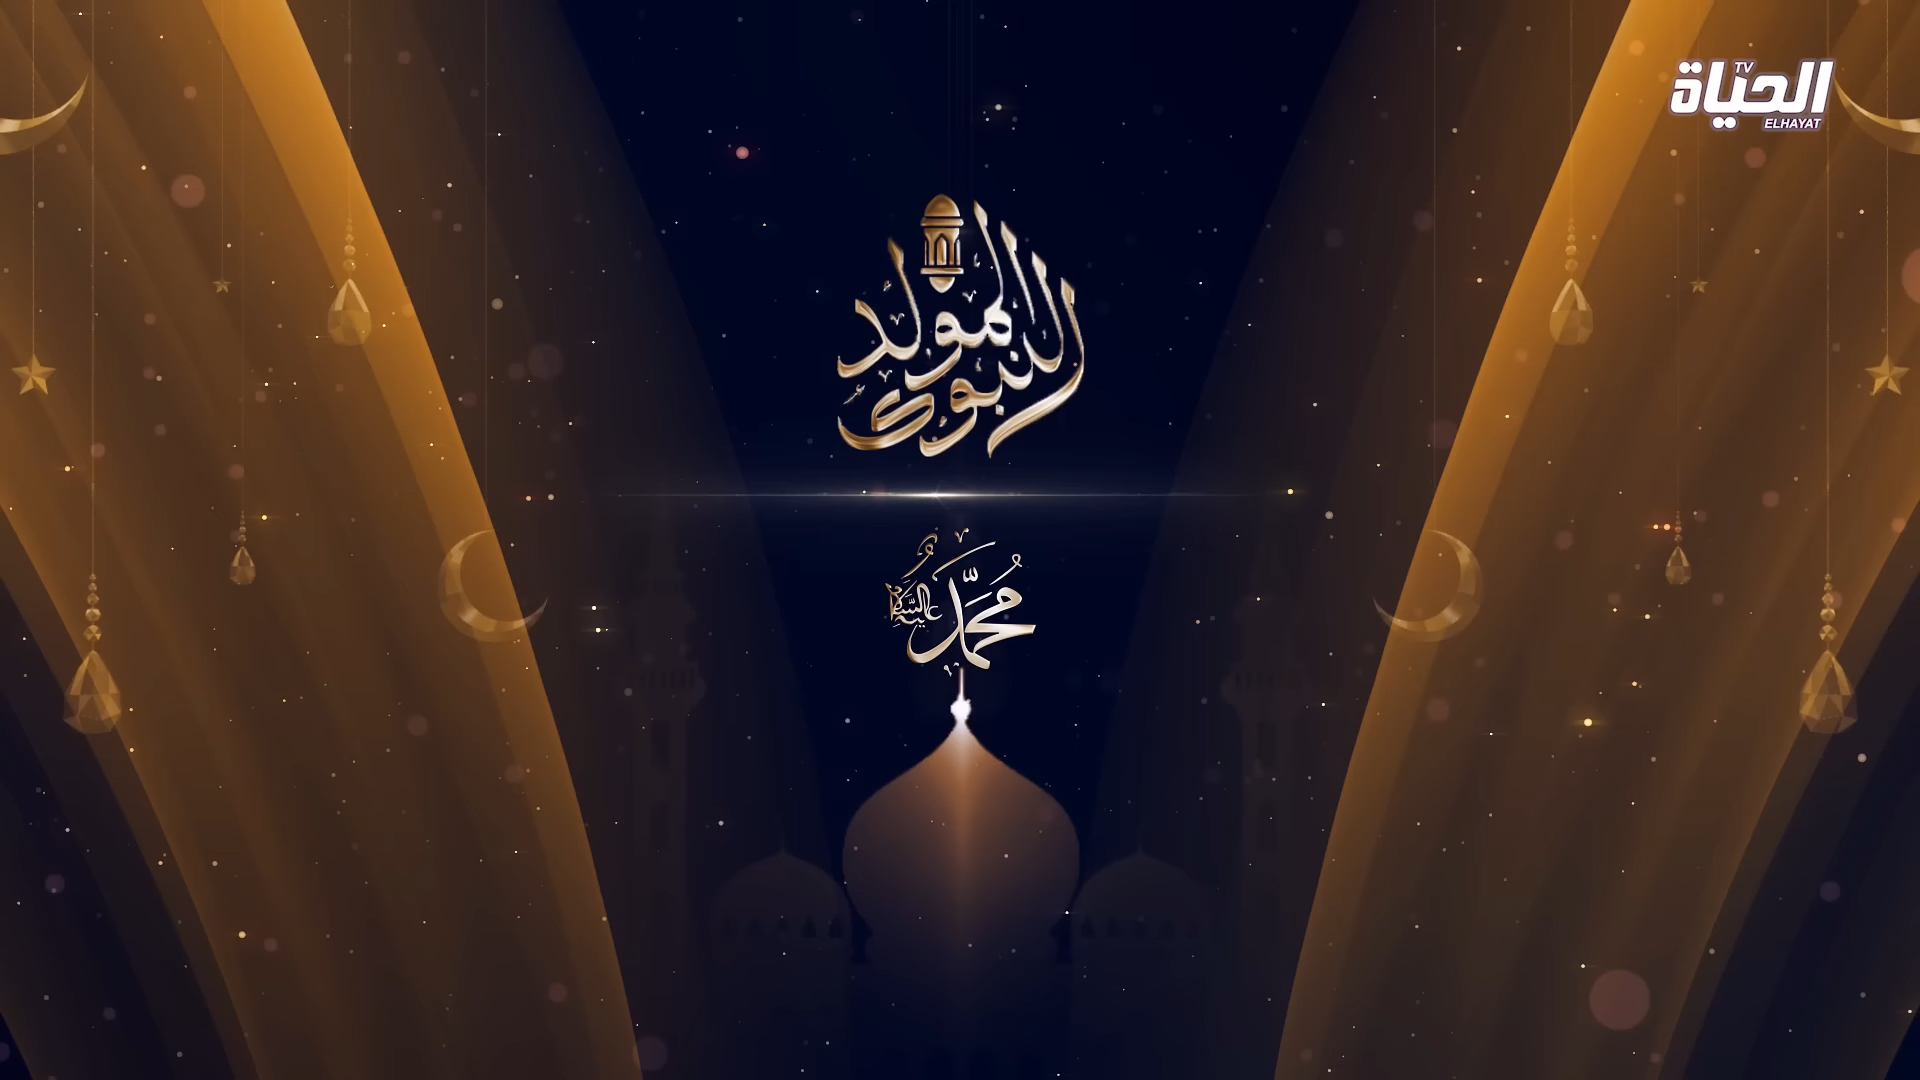 TV
الحياة
ELHAYAT
المولد
النبوي
محمد
عليه السلام